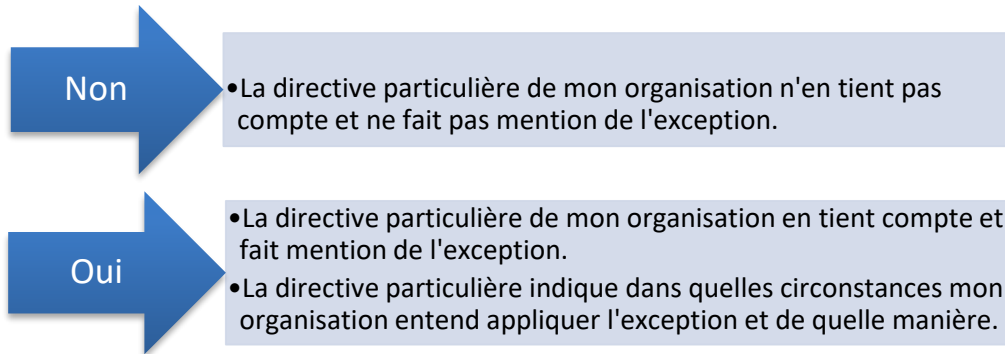 Non
•La directive particulière de mon organisation n'en tient pas
compte et ne fait pas mention de l'exception.
Oui
•La directive particulière de mon organisation en tient compte et
fait mention de l'exception.
•La directive particulière indique dans quelles circonstances mon
organisation entend appliquer l'exception et de quelle manière.